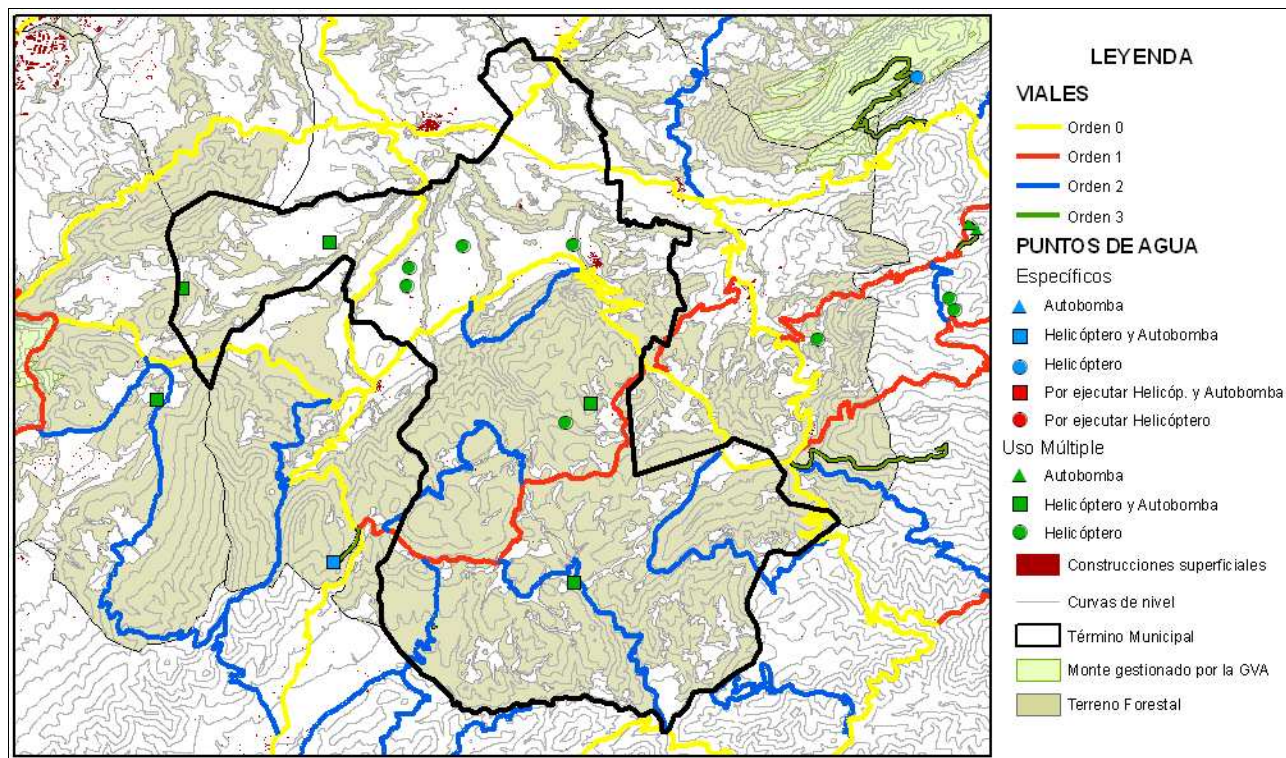 LEYENDA
VIALES
Orden 0
Orden 1
Orden 2
Orden 3
PUNTOS DE AGUA
Específicos
Autobomba
Helicóptero y Autobomba
Helicóptero
Por ejecutar Helicóp. y Autobomba
Por ejecutar Helicóptero
Uso Múltiple
Autobomba
Helicóptero y Autobomba
Helicóptero
Construcciones superficiales
Curvas de nivel
Término Municipal
Monte gestionado por la GVA
Terreno Forestal